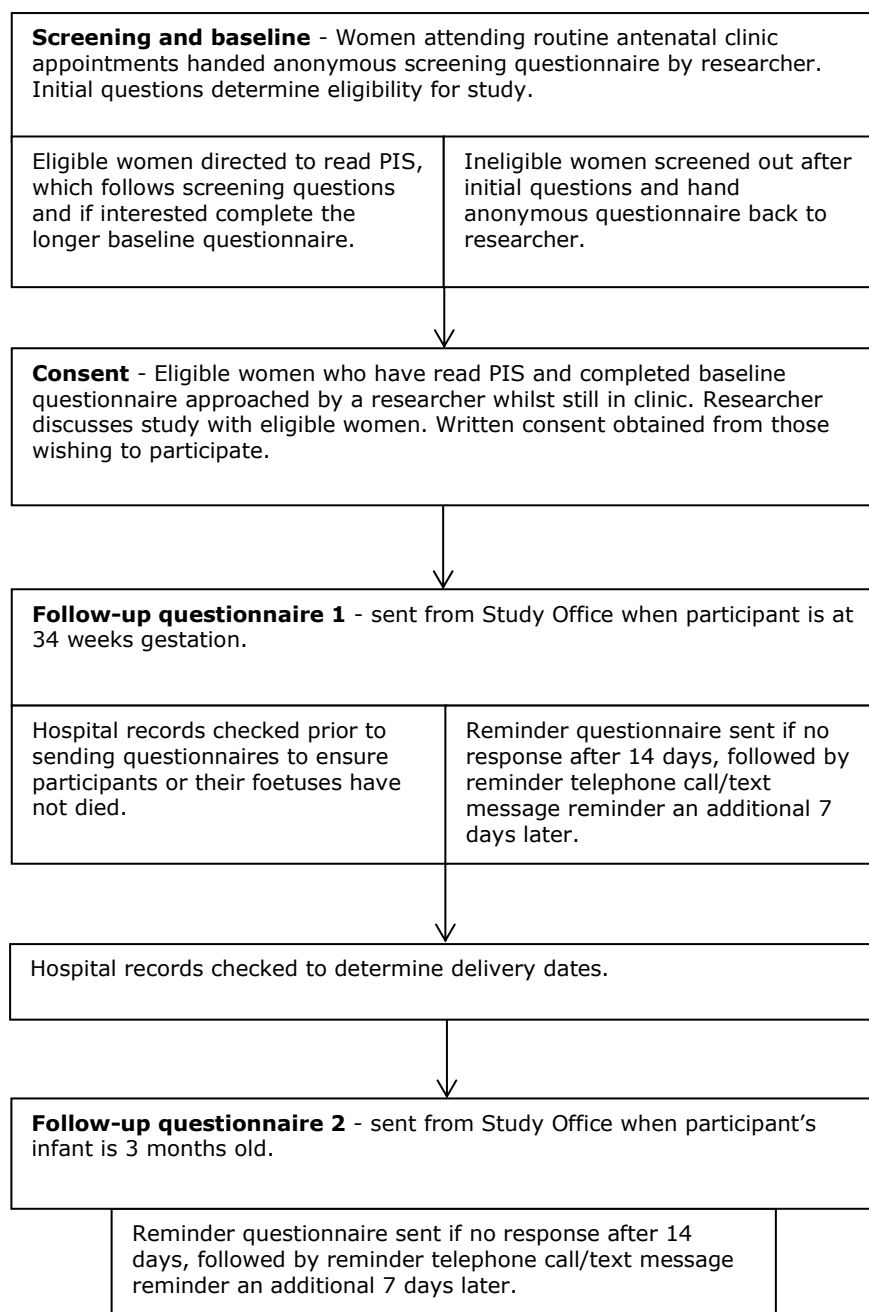 Screening and baseline - Women attending routine antenatal clinic
appointments handed anonymous screening questionnaire by researcher.
Initial questions determine eligibility for study.
Eligible women directed to read PIS,
which follows screening questions
and if interested complete the
longer baseline questionnaire.
Ineligible women screened out after
initial questions and hand
anonymous questionnaire back to
researcher.
Consent - Eligible women who have read PIS and completed baseline
questionnaire approached by a researcher whilst still in clinic. Researcher
discusses study with eligible women. Written consent obtained from those
wishing to participate.
Follow-up questionnaire 1 - sent from Study Office when participant is at
34 weeks gestation.
Hospital records checked prior to
sending questionnaires to ensure
participants or their foetuses have
not died.
Reminder questionnaire sent if no
response after 14 days, followed by
reminder telephone call/text
message reminder an additional 7
days later.
Hospital records checked to determine delivery dates.
Follow-up questionnaire 2 - sent from Study Office when participant's
infant is 3 months old.
Reminder questionnaire sent if no response after 14
days, followed by reminder telephone call/text message
reminder an additional 7 days later.